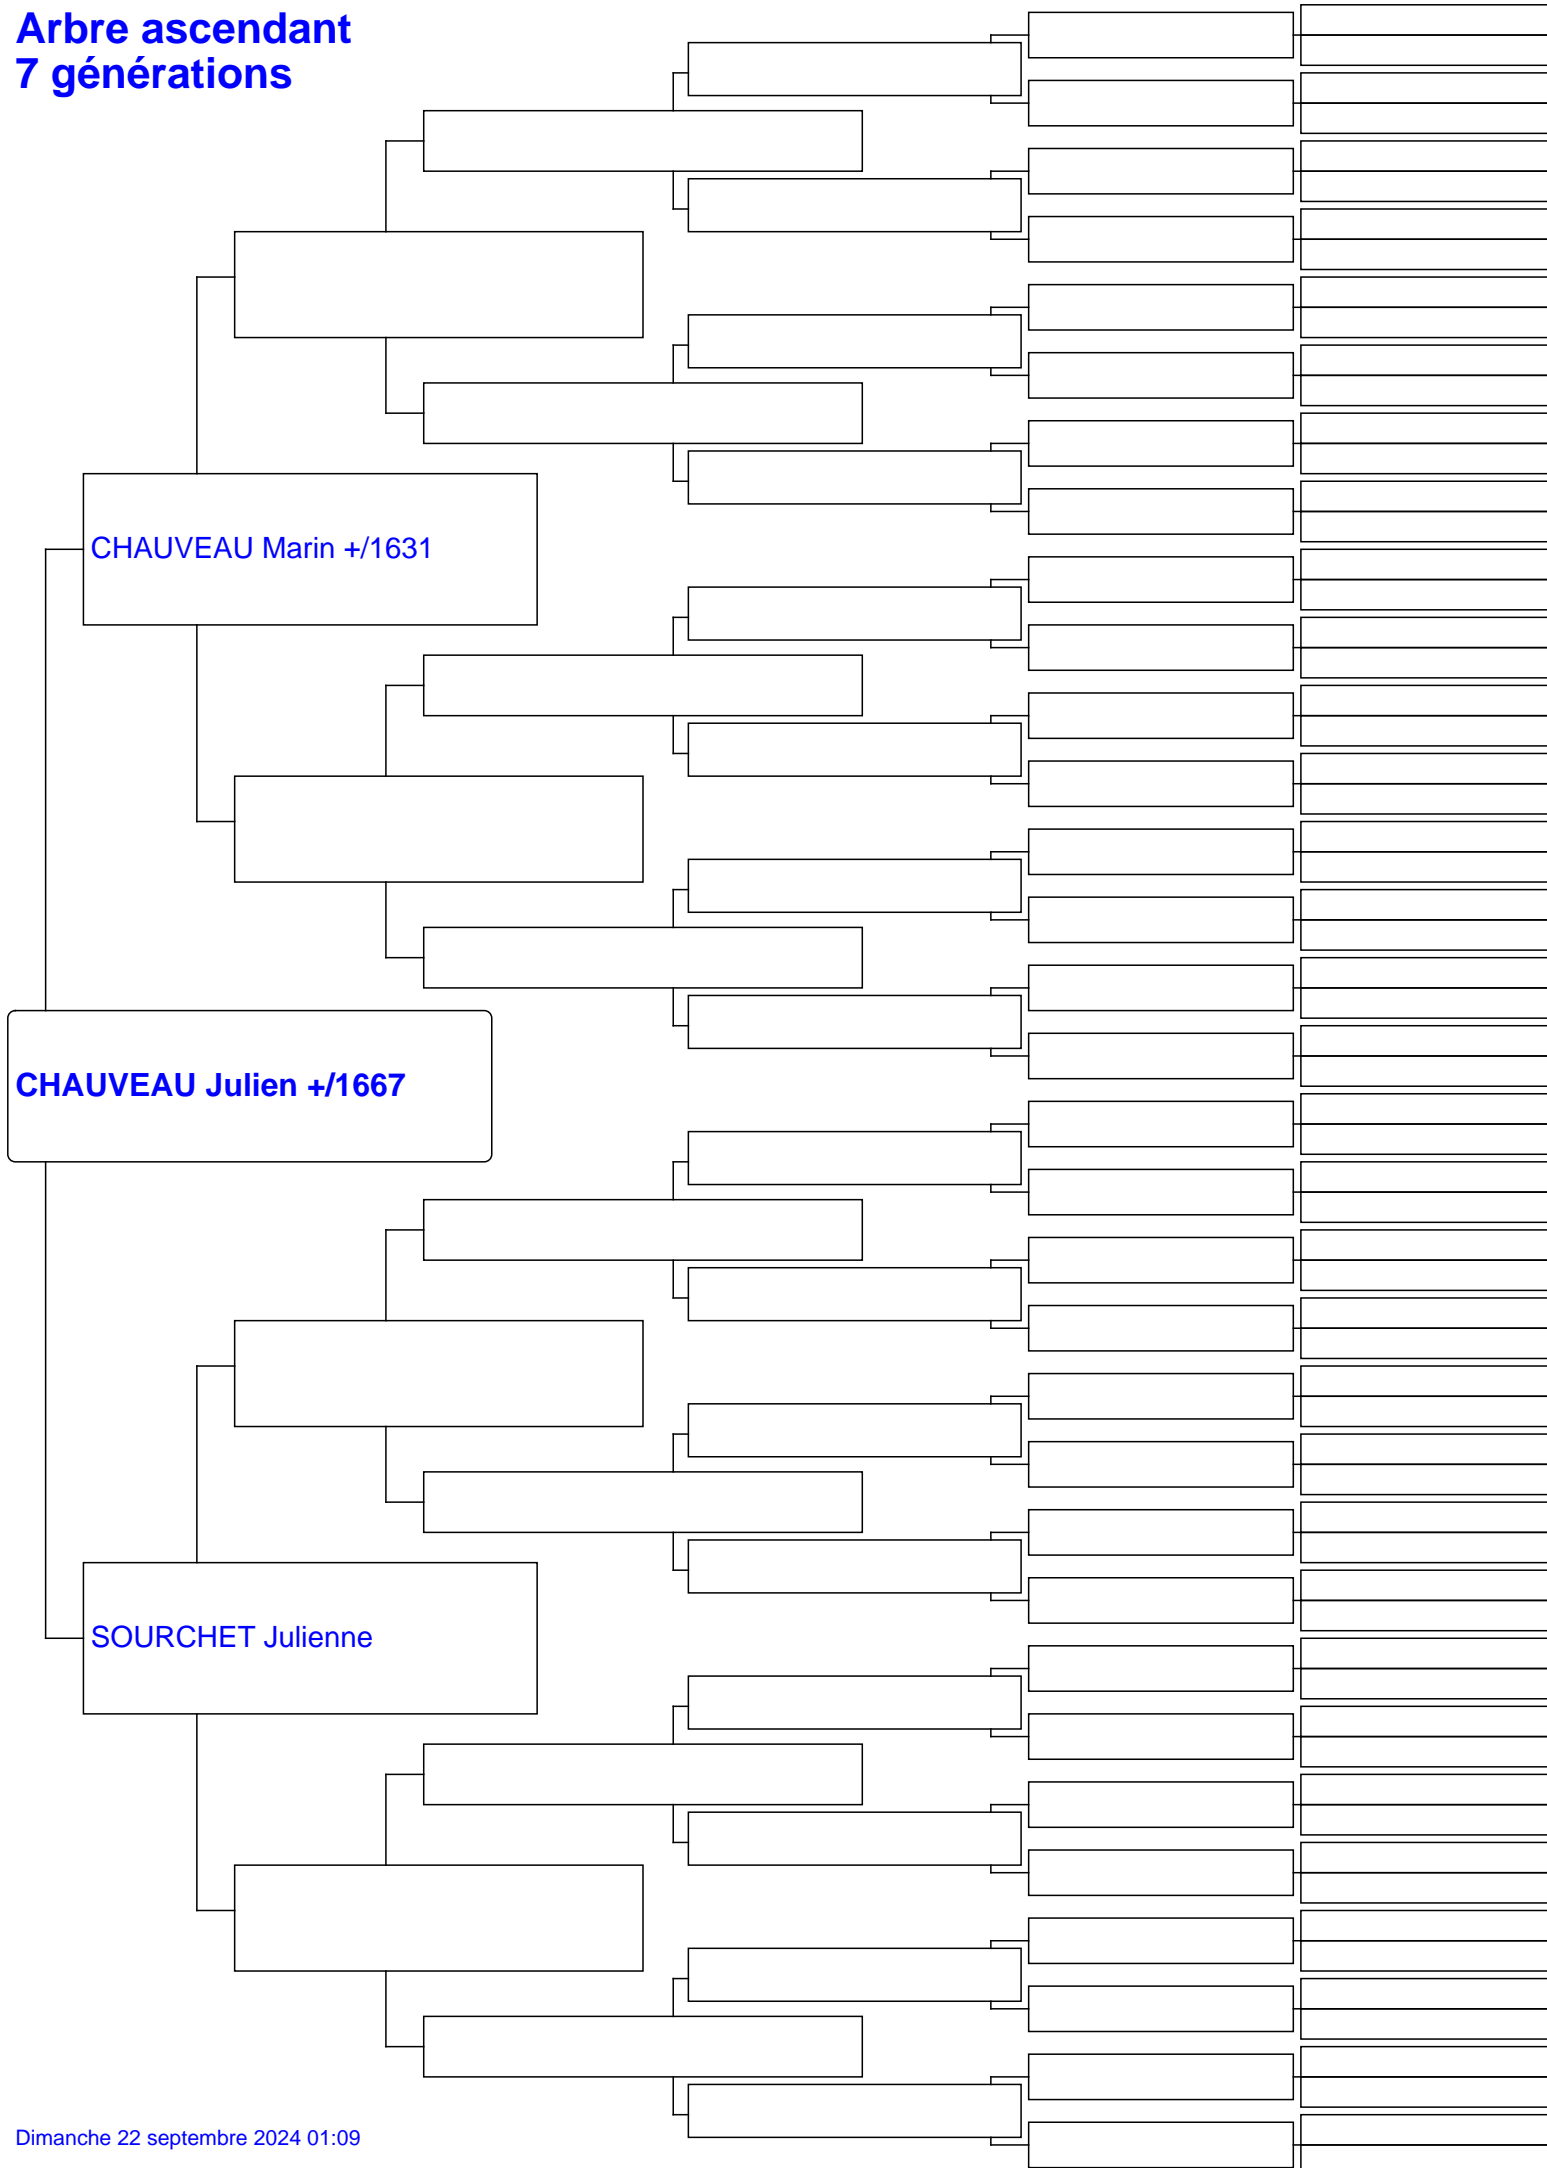 Arbre ascendant
7 générations
CHAUVEAU Marin +/1631
CHAUVEAU Julien +/1667
SOURCHET Julienne
Dimanche 22 septembre 2024 01:09